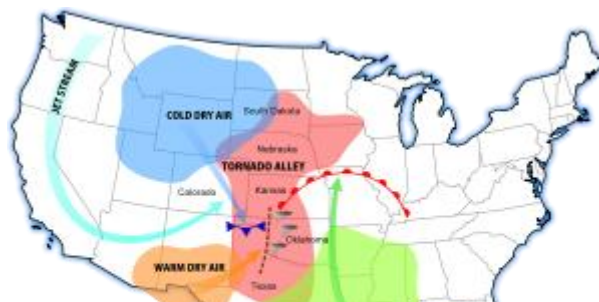 JET STREAM
COLD DRY AIR
South Dakota
Nebraska
TORNADO ALLEY
Colorado
Kansas
Oklahoma
WARM DRY AIR
Texas